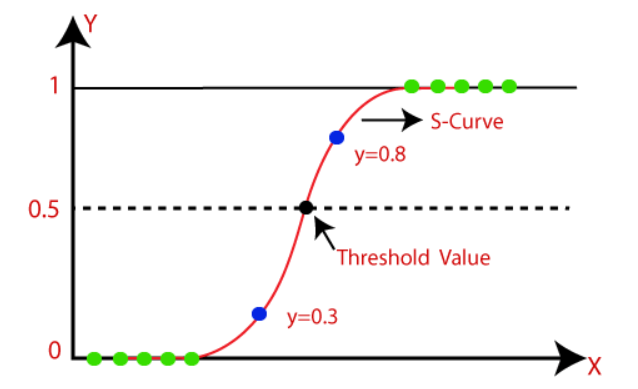 Y
1
S-Curve
y=0.8
0.5
Threshold Value
y=0.3
0
X